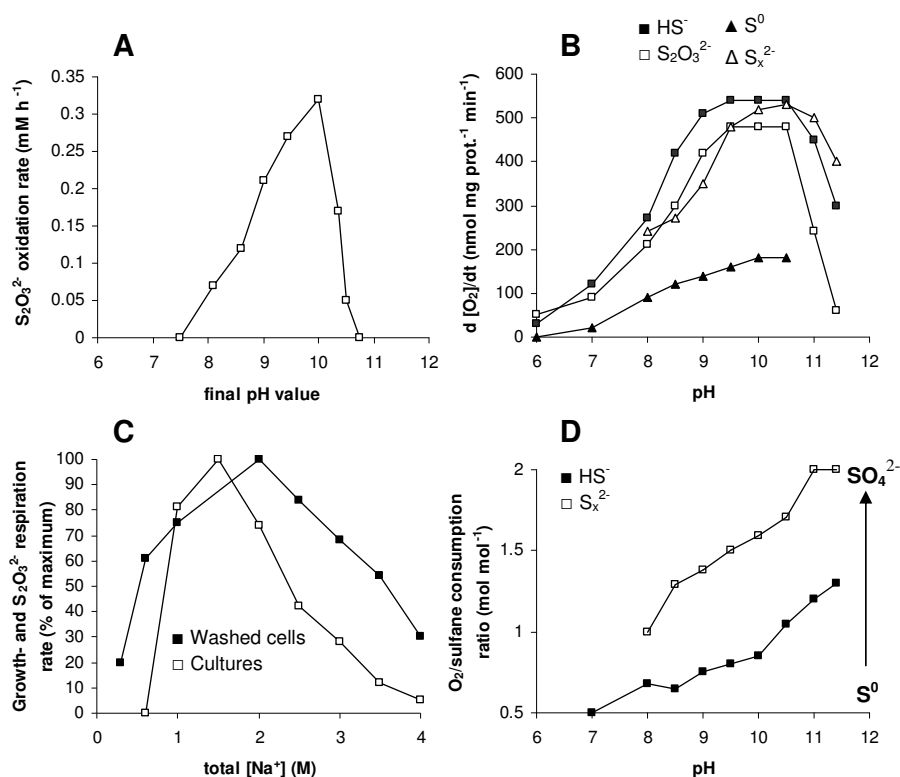 A
S₂O₃²⁻ oxidation rate (mM h⁻¹)
0.35
0.3
0.25
0.2
0.15
0.1
0.05
0
6 7 8 9 10 11 12
final pH value
B
HS⁻ S⁰
S₂O₃²⁻ Sₓ²⁻
d [O₂]/dt (nmol mg prot.⁻¹ min⁻¹)
600
500
400
300
200
100
0
6 7 8 9 10 11 12
pH
C
Growth- and S₂O₃²⁻ respiration
rate (% of maximum)
100
90
80
70
60
50
40
30
20
10
0
Washed cells
Cultures
0 1 2 3 4
total [Na⁺] (M)
D
HS⁻
Sₓ²⁻
O₂/sulfane consumption
ratio (mol mol⁻¹)
2
1.5
1
0.5
SO₄²⁻
S⁰
6 7 8 9 10 11 12
pH